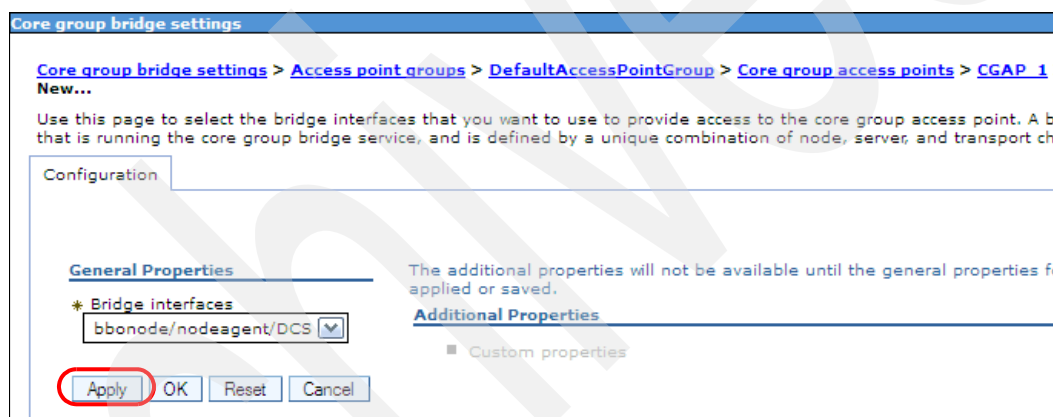 Core group bridge settings
Core group bridge settings > Access point groups > DefaultAccessPointGroup > Core group access points > CGAP_1
New...
Use this page to select the bridge interfaces that you want to use to provide access to the core group access point. A b
that is running the core group bridge service, and is defined by a unique combination of node, server, and transport ch
Configuration
General Properties
The additional properties will not be available until the general properties f
applied or saved.
* Bridge interfaces
Additional Properties
bbonode/nodeagent/DCS
Custom properties
Apply OK Reset Cancel